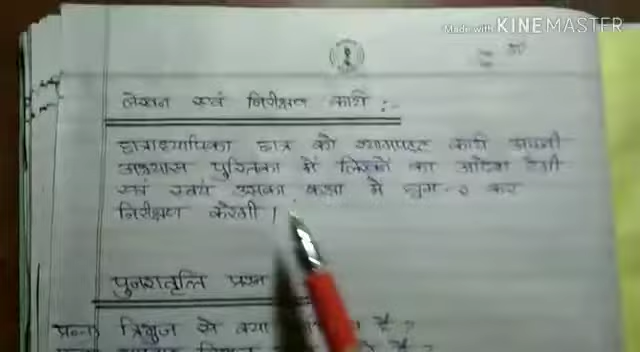 Made with KINEMASTER
लेखन एवं निरीक्षण कार्य :-
छात्राध्यापिका छात्र को श्यामपट्ट कार्य अपनी
अभ्यास पुस्तिका में लिखने का आदेश देगी
एवं स्वयं उसका कक्षा में घूम-२ कर
निरीक्षण करेगी ।
पुनरावृत्ति प्रश्न
प्रश्न) त्रिभुज से क्या है ?